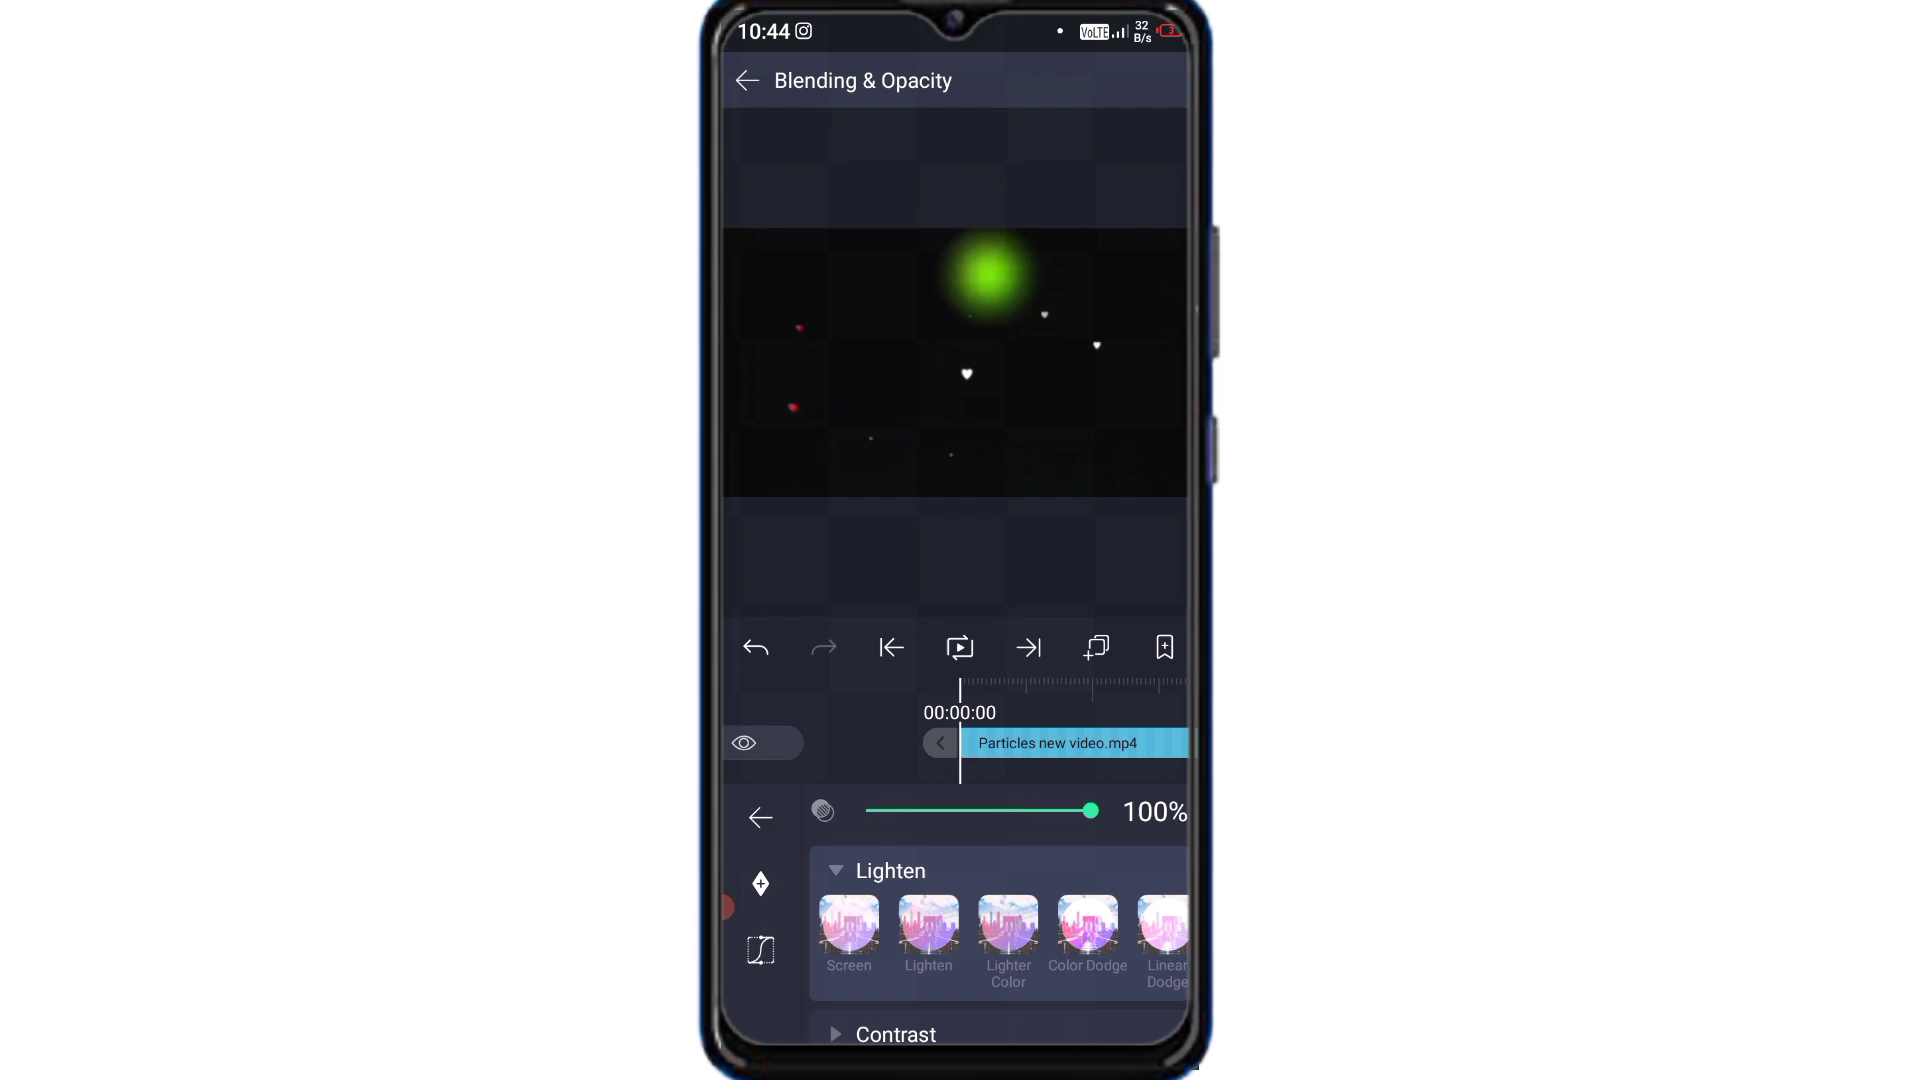 10:44
VoLTE 32 B/s 3
Blending & Opacity
00:00:00
Particles new video.mp4
100%
Lighten
Screen
Lighten
Lighter
Color
Color Dodge
Linear
Dodge
Contrast